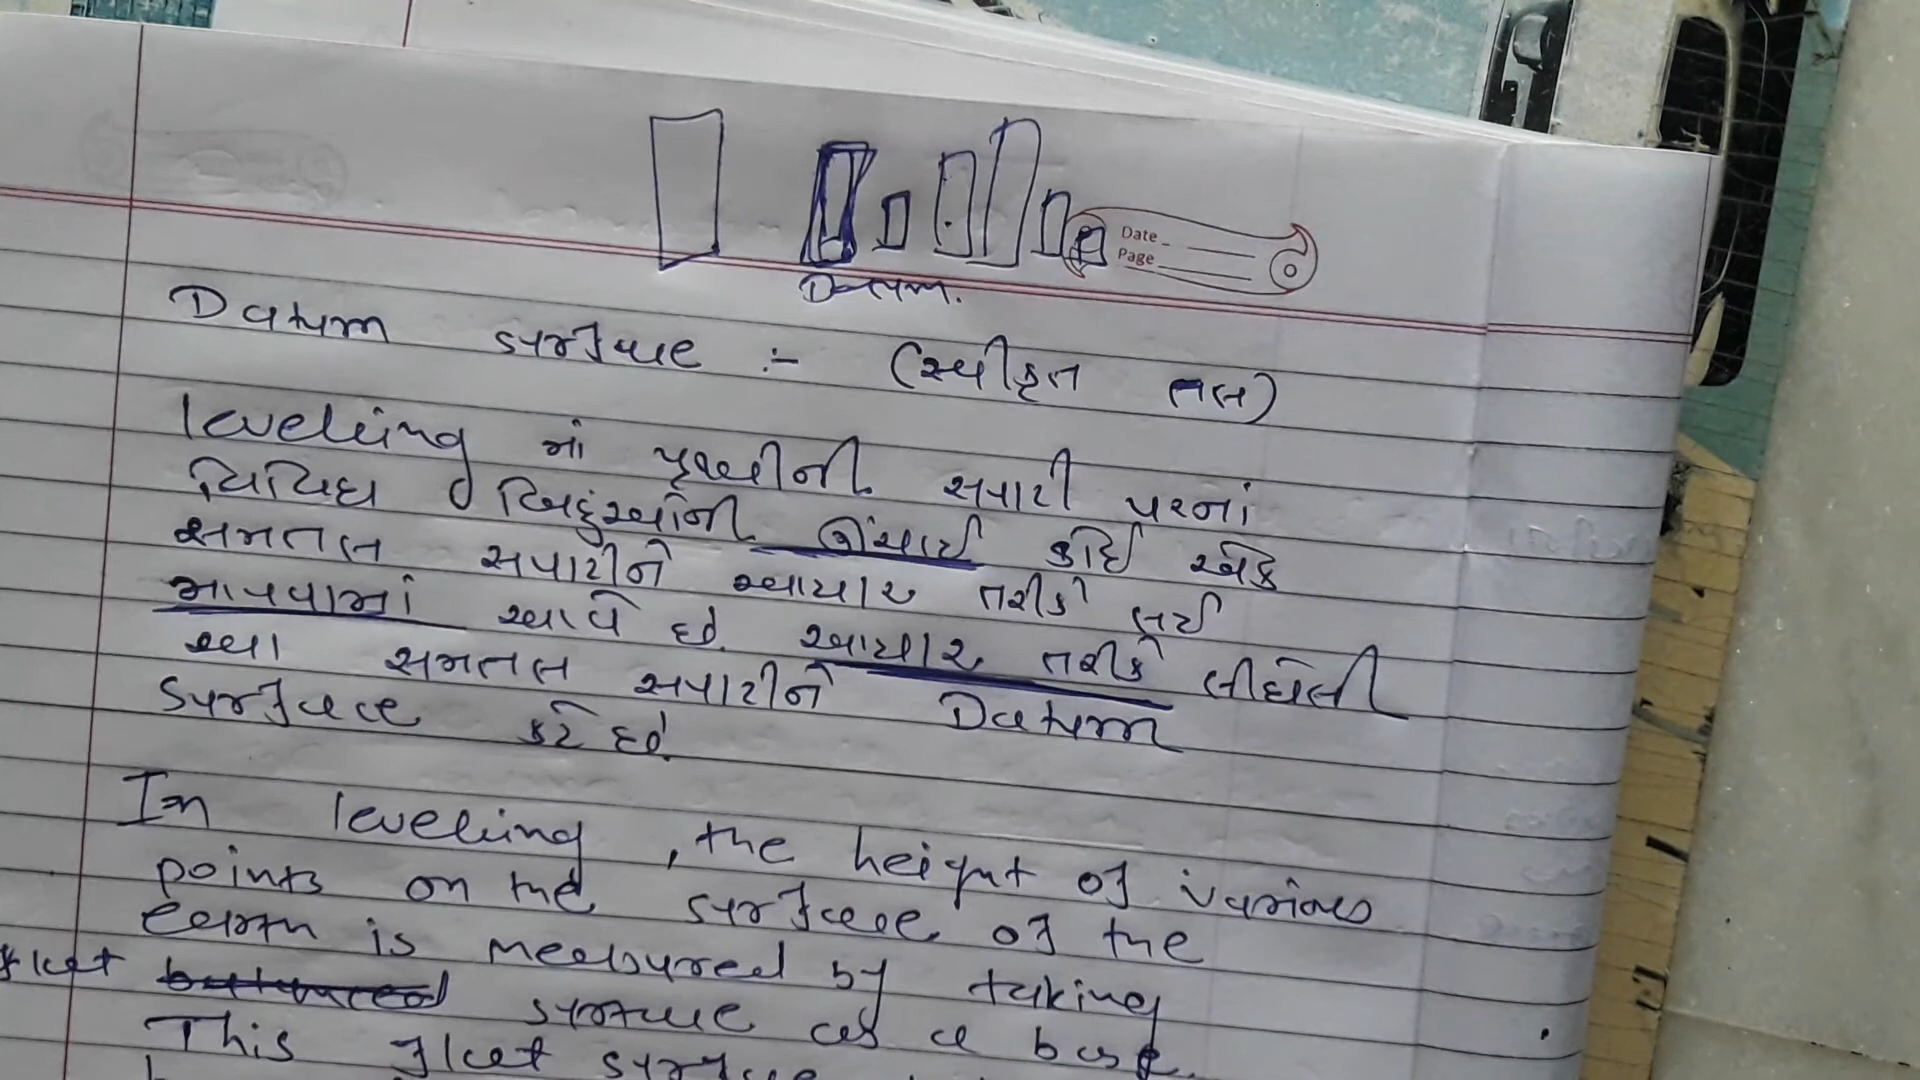 Date
Page
Datum.
Datum surface :- (સ્વીકૃત તલ)
leveling માં પૃથ્વીની સપાટી પરનાં
વિવિધ બિંદુઓની ઊંચાઈ કોઈ એક
સમતલ સપાટીને આધાર તરીકે લઈ
માપવામાં આવે છે. આધાર તરીકે લીધેલી
આ સમતલ સપાટીને Datum
surface કહે છે.
In leveling, the height of various
points on the surface of the
earth is measured by taking
flat surface as a base.
This flat surface